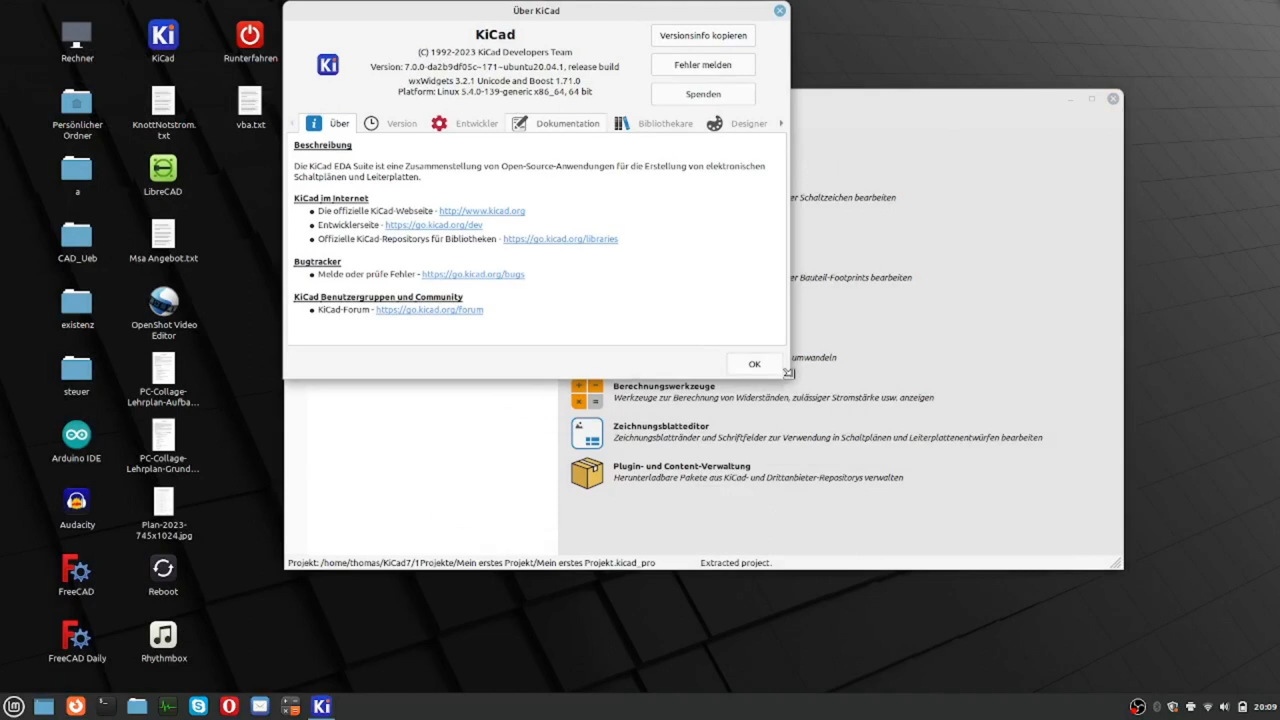 Rechner
KiCad
Runterfahren
Persönlicher
Ordner
KnottNotstrom.
txt
vba.txt
a
LibreCAD
CAD_Ueb
Msa Angebot.txt
existenz
OpenShot Video
Editor
steuer
PC-Collage-
Lehrplan-Aufba...
Arduino IDE
PC-Collage-
Lehrplan-Grund...
Audacity
Plan-2023-
745x1024.jpg
FreeCAD
Reboot
FreeCAD Daily
Rhythmbox
Über KiCad
KiCad
(C) 1992-2023 KiCad Developers Team
Version: 7.0.0-da2b9df05c~171~ubuntu20.04.1, release build
wxWidgets 3.2.1 Unicode and Boost 1.71.0
Platform: Linux 5.4.0-139-generic x86_64, 64 bit
Versionsinfo kopieren
Fehler melden
Spenden
Über Version Entwickler Dokumentation Bibliothekare Designer
Beschreibung
Die KiCad EDA Suite ist eine Zusammenstellung von Open-Source-Anwendungen für die Erstellung von elektronischen
Schaltplänen und Leiterplatten.
KiCad im Internet
• Die offizielle KiCad-Webseite - http://www.kicad.org
• Entwicklerseite - https://go.kicad.org/dev
• Offizielle KiCad-Repositorys für Bibliotheken - https://go.kicad.org/libraries
Bugtracker
• Melde oder prüfe Fehler - https://go.kicad.org/bugs
KiCad Benutzergruppen und Community
• KiCad-Forum - https://go.kicad.org/forum
OK
er Schaltzeichen bearbeiten
er Bauteil-Footprints bearbeiten
umwandeln
Berechnungswerkzeuge
Werkzeuge zur Berechnung von Widerständen, zulässiger Stromstärke usw. anzeigen
Zeichnungsblatteditor
Zeichnungsblattränder und Schriftfelder zur Verwendung in Schaltplänen und Leiterplattenentwürfen bearbeiten
Plugin- und Content-Verwaltung
Herunterladbare Pakete aus KiCad- und Drittanbieter-Repositorys verwalten
Projekt: /home/thomas/KiCad7/1Projekte/Mein erstes Projekt/Mein erstes Projekt.kicad_pro
Extracted project.
20:09